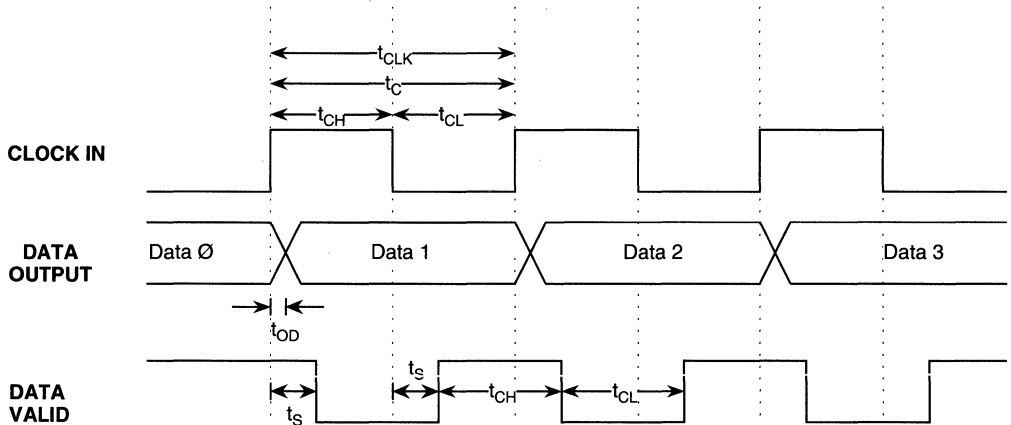 tCLK
tC
tCH tCL
CLOCK IN
DATA OUTPUT
Data Ø Data 1 Data 2 Data 3
tOD
DATA VALID
tS tS tCH tCL